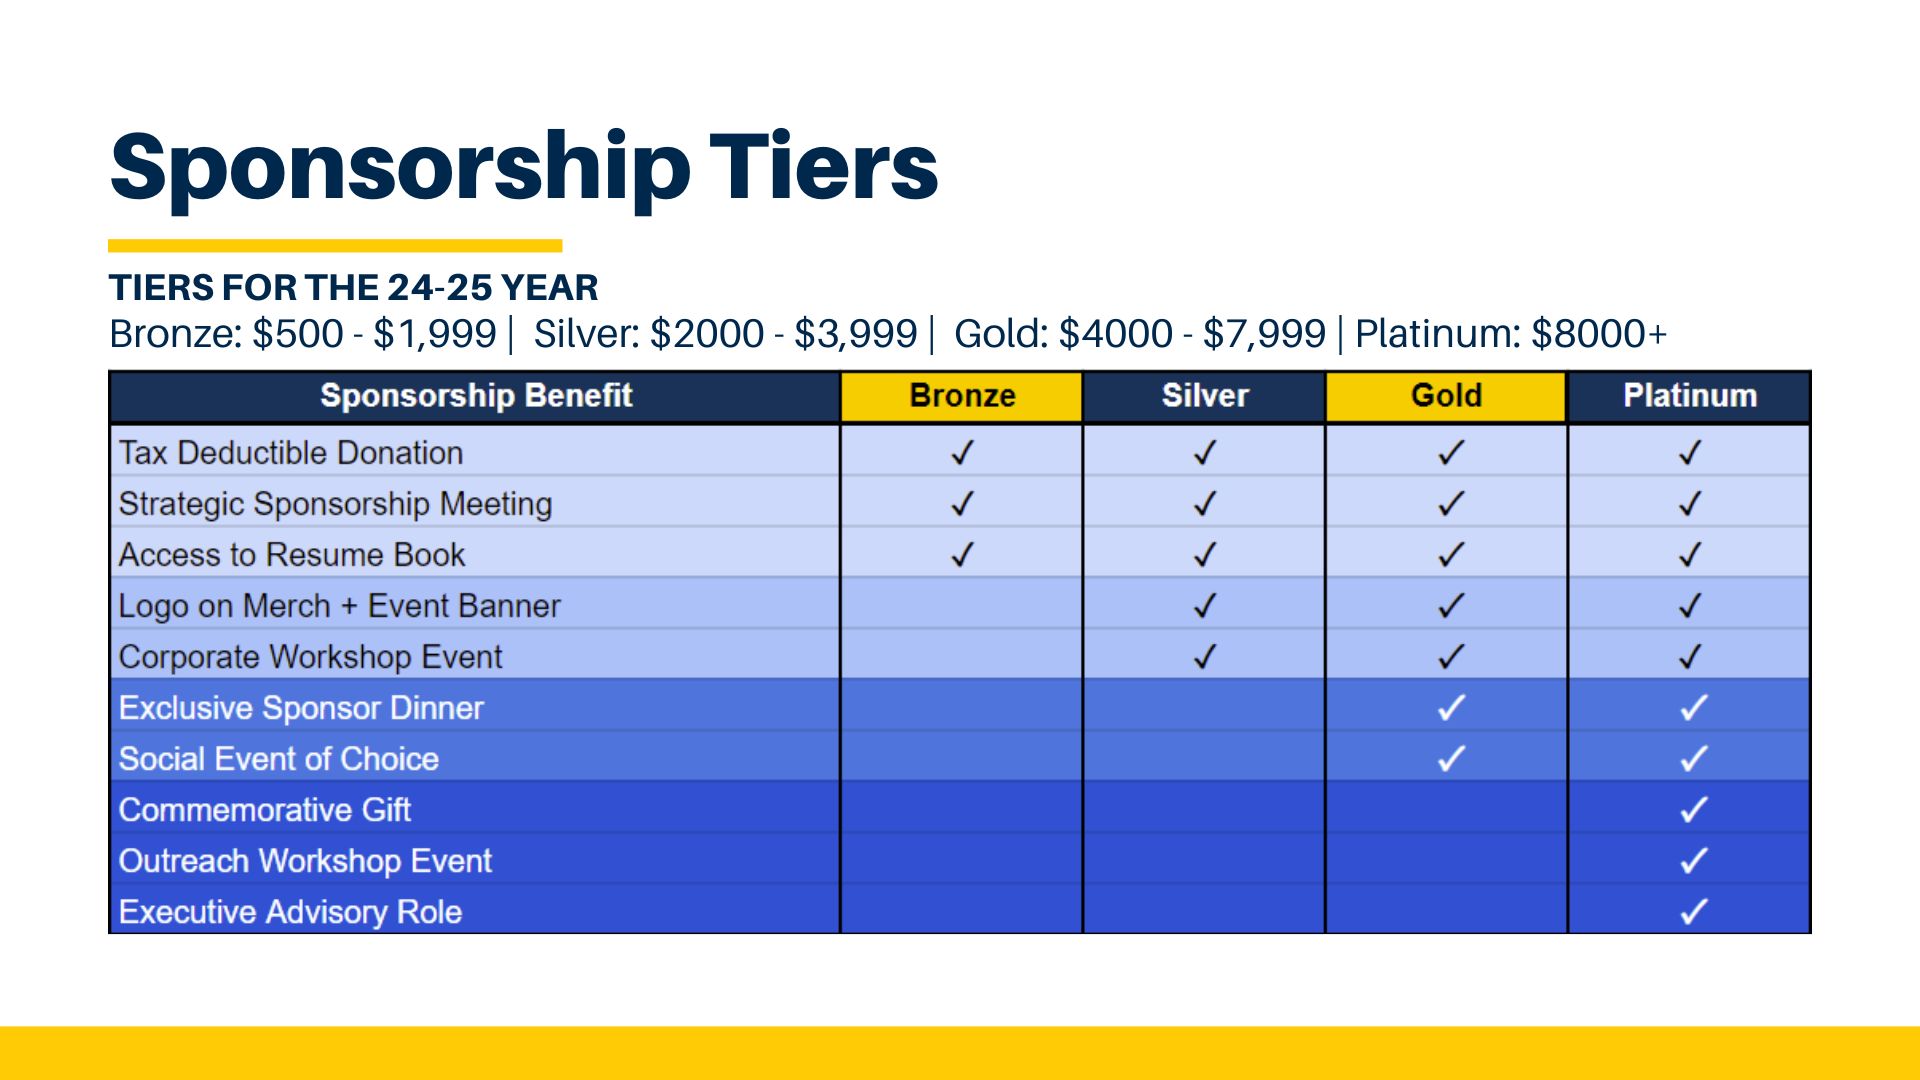 Sponsorship Tiers
TIERS FOR THE 24-25 YEAR
Bronze: $500 - $1,999 | Silver: $2000 - $3,999 | Gold: $4000 - $7,999 | Platinum: $8000+
Sponsorship Benefit Bronze Silver Gold Platinum
Tax Deductible Donation ✓ ✓ ✓ ✓
Strategic Sponsorship Meeting ✓ ✓ ✓ ✓
Access to Resume Book ✓ ✓ ✓ ✓
Logo on Merch + Event Banner ✓ ✓ ✓
Corporate Workshop Event ✓ ✓ ✓
Exclusive Sponsor Dinner ✓ ✓
Social Event of Choice ✓ ✓
Commemorative Gift ✓
Outreach Workshop Event ✓
Executive Advisory Role ✓